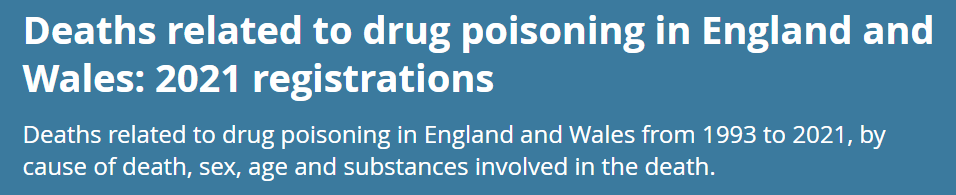 Deaths related to drug poisoning in England and
Wales: 2021 registrations
Deaths related to drug poisoning in England and Wales from 1993 to 2021, by
cause of death, sex, age and substances involved in the death.